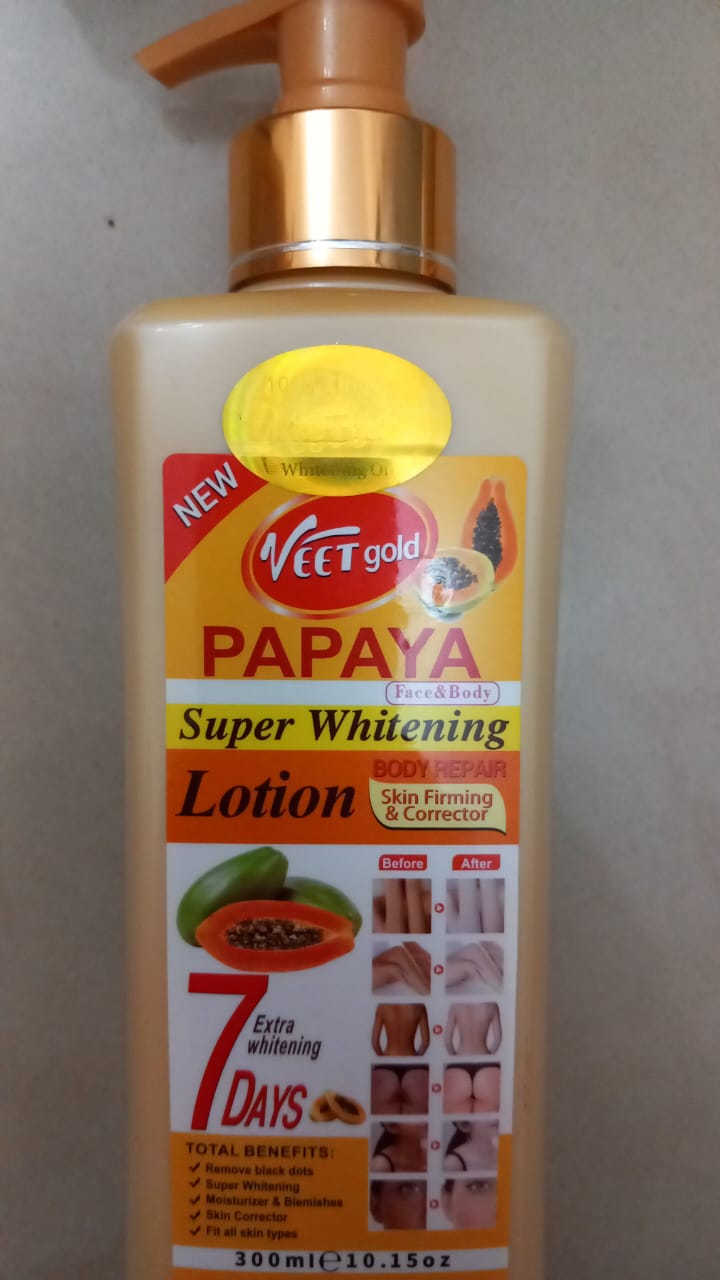 Whitening
NEW
VEET gold
PAPAYA
Face&Body
Super Whitening
Lotion
BODY REPAIR
Skin Firming
& Corrector
Before After
7
Extra
whitening
DAYS
TOTAL BENEFITS:
Remove black dots
Super Whitening
Moisturizer & Blemishes
Skin Corrector
Fit all skin types
300ml℮10.15oz